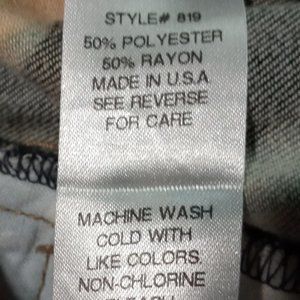 STYLE# 819
50% POLYESTER
50% RAYON
MADE IN U.S.A
SEE REVERSE
FOR CARE
MACHINE WASH
COLD WITH
LIKE COLORS
NON-CHLORINE